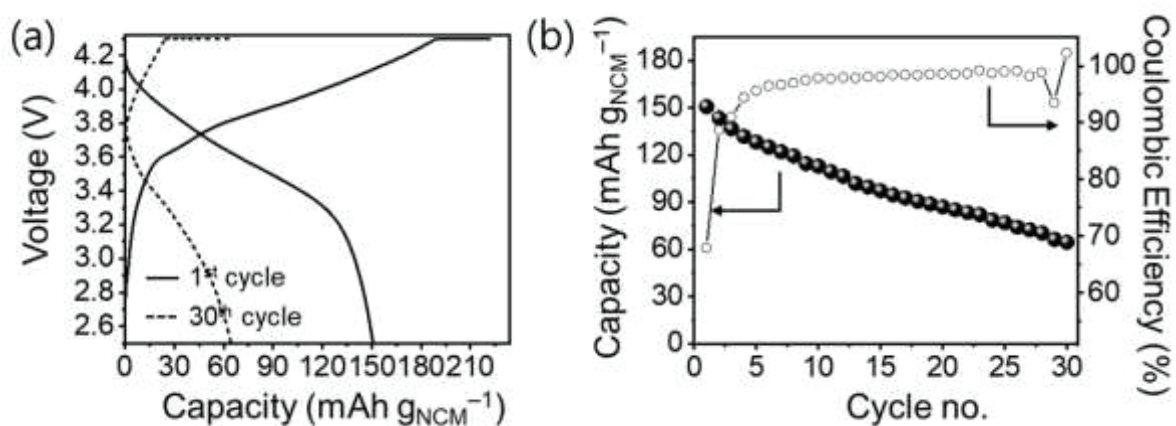 (a)
Voltage (V)
4.2
4.0
3.8
3.6
3.4
3.2
3.0
2.8
2.6
1st cycle
30th cycle
0 30 60 90 120 150 180 210
Capacity (mAh gNCM−1)
(b)
Capacity (mAh gNCM−1)
180
150
120
90
60
30
0
0 5 10 15 20 25 30
Cycle no.
100
90
80
70
60
Coulombic Efficiency (%)